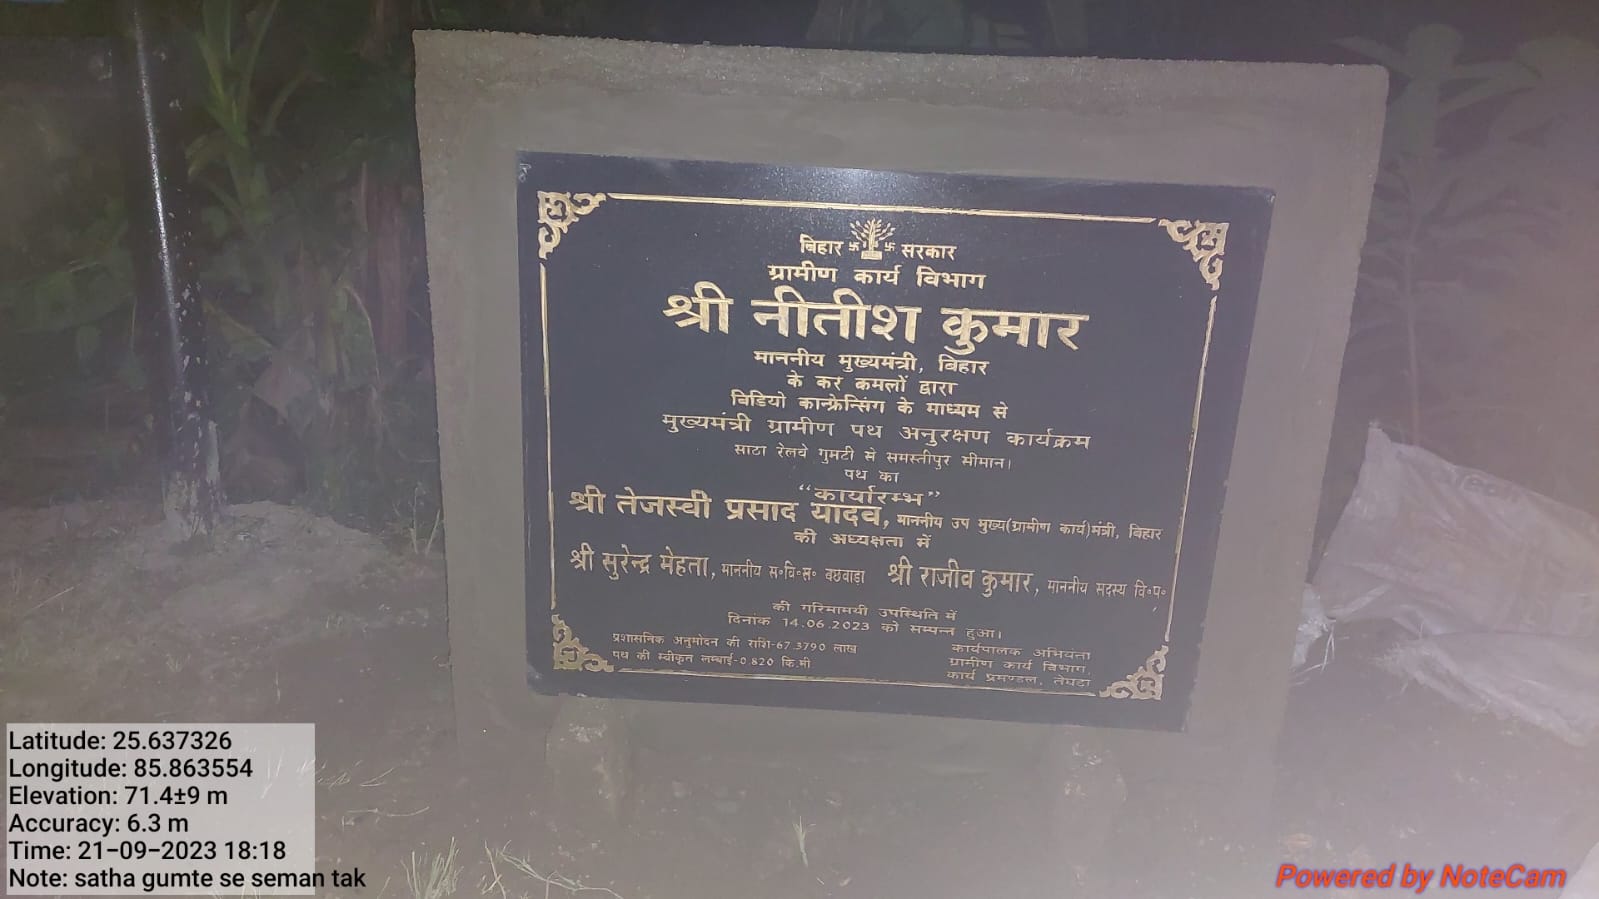 बिहार सरकार
ग्रामीण कार्य विभाग
श्री नीतीश कुमार
माननीय मुख्यमंत्री, बिहार
के कर कमलों द्वारा
विडियो कान्फ्रेन्सिंग के माध्यम से
मुख्यमंत्री ग्रामीण पथ अनुरक्षण कार्यक्रम
साठा रेलवे गुमटी से समस्तीपुर सीमान।
पथ का
"कार्यारम्भ"
श्री तेजस्वी प्रसाद यादव, माननीय उप मुख्य(ग्रामीण कार्य)मंत्री, बिहार
की अध्यक्षता में
श्री सुरेन्द्र मेहता, माननीय स॰वि॰स॰ बछवाड़ा श्री राजीव कुमार, माननीय सदस्य वि॰प॰
की गरिमामयी उपस्थिति में
दिनांक 14.06.2023 को सम्पन्न हुआ।
प्रशासनिक अनुमोदन की राशि-67.3790 लाख
पथ की स्वीकृत लम्बाई-0.820 कि.मी
कार्यपालक अभियंता
ग्रामीण कार्य विभाग,
कार्य प्रमण्डल, तेघड़ा
Latitude: 25.637326
Longitude: 85.863554
Elevation: 71.4±9 m
Accuracy: 6.3 m
Time: 21-09-2023 18:18
Note: satha gumte se seman tak
Powered by NoteCam